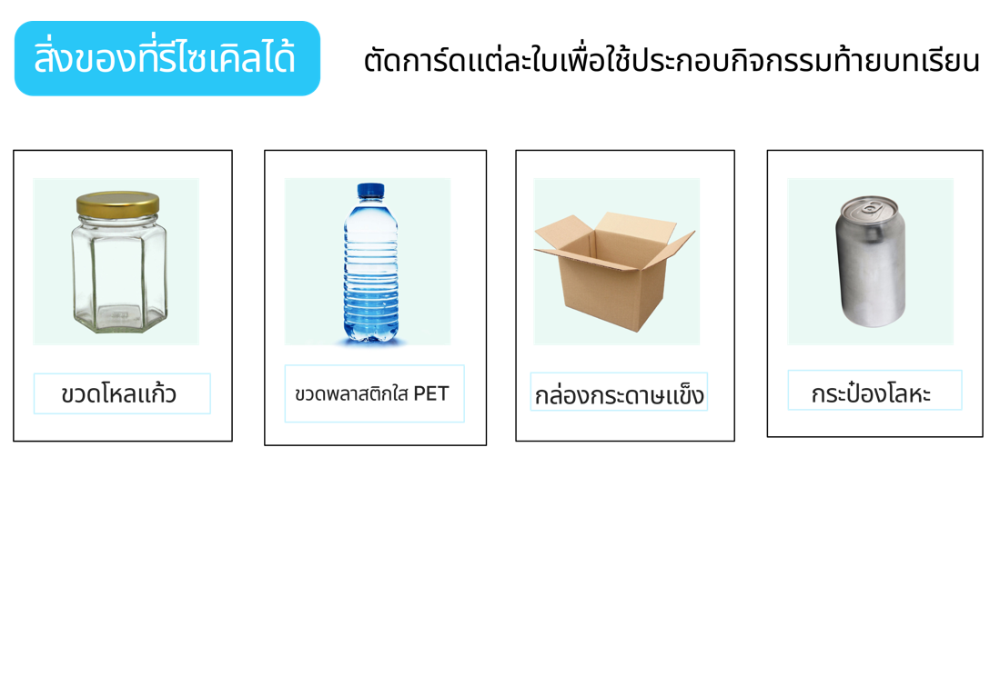 สิ่งของที่รีไซเคิลได้
ตัดการ์ดแต่ละใบเพื่อใช้ประกอบกิจกรรมท้ายบทเรียน
ขวดโหลแก้ว
ขวดพลาสติกใส PET
กล่องกระดาษแข็ง
กระป๋องโลหะ